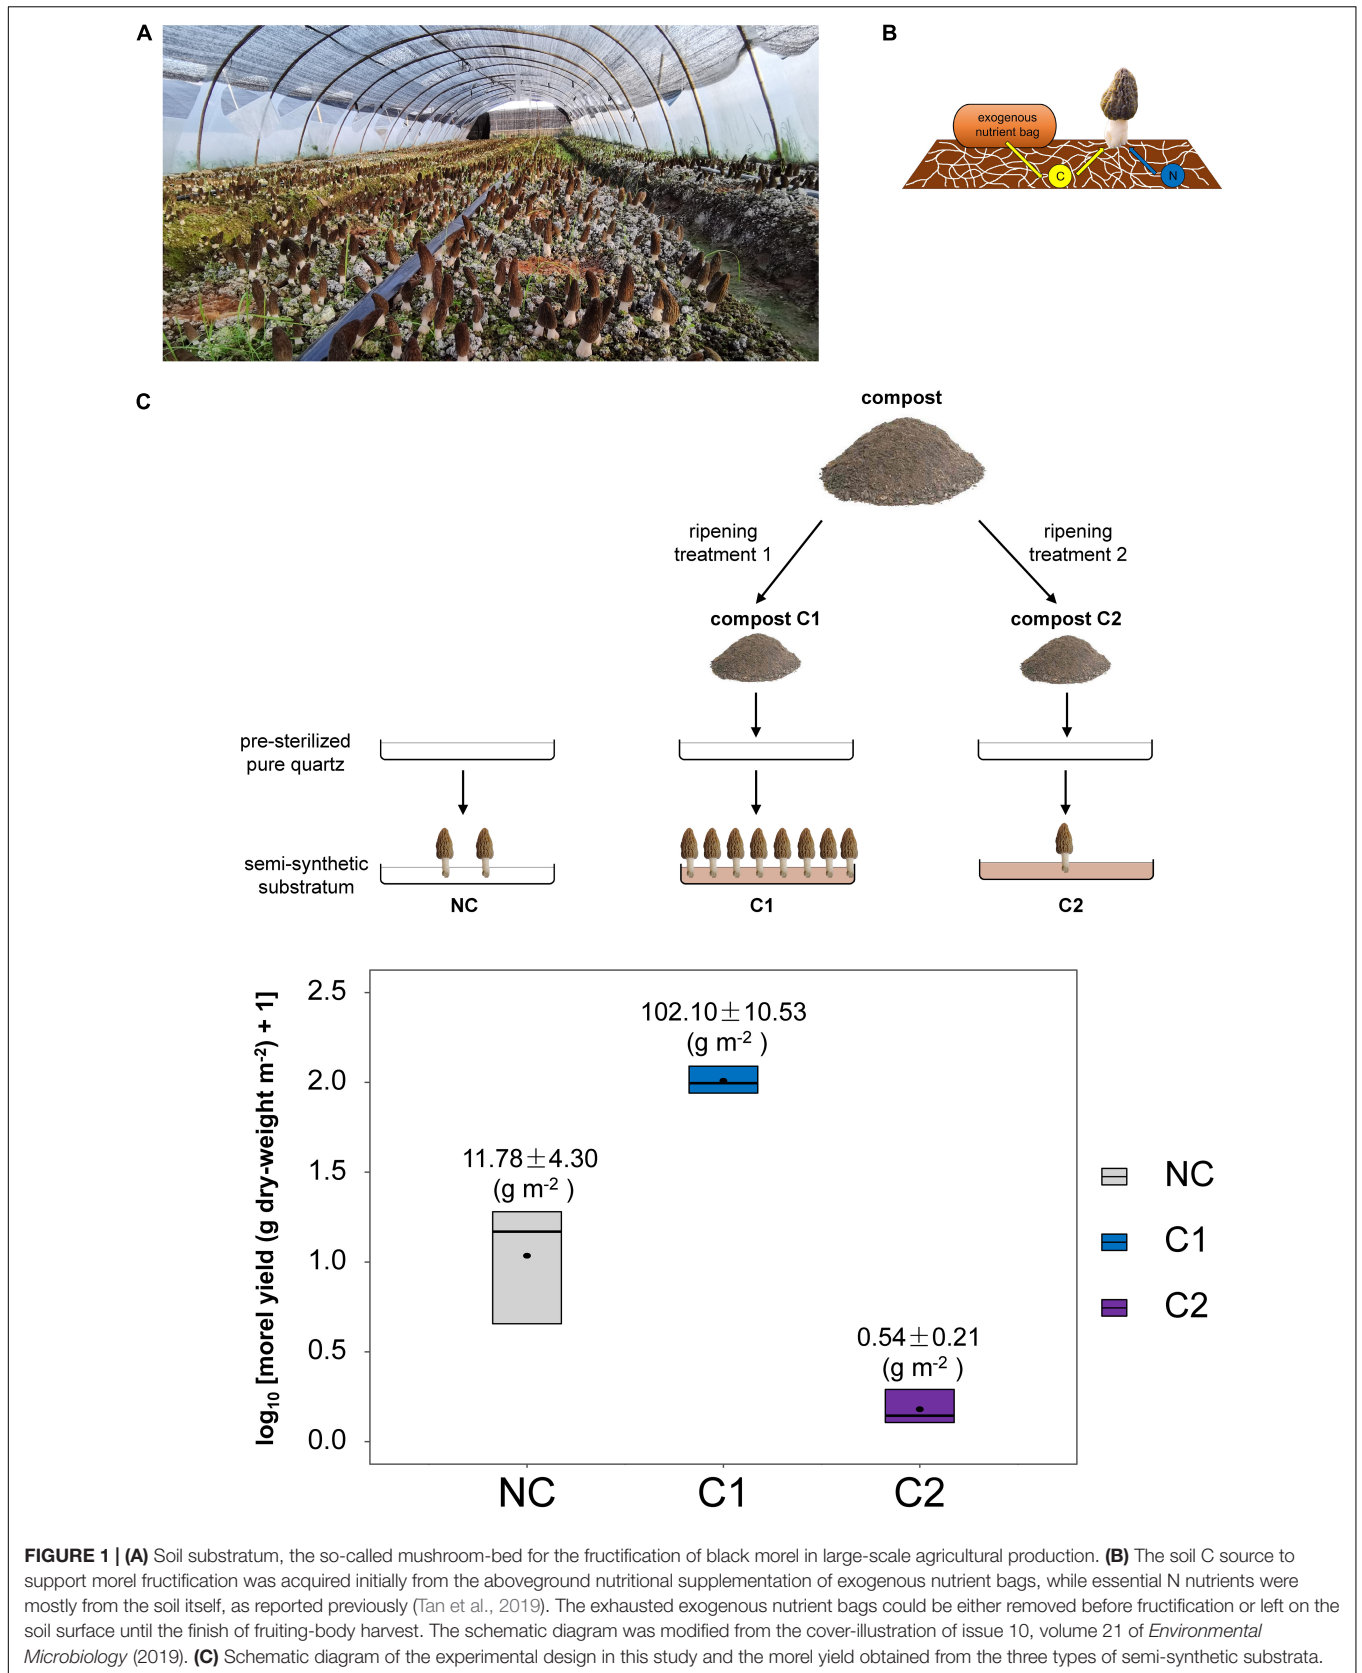 A
B
exogenous
nutrient bag
C
N
C
compost
ripening
treatment 1
ripening
treatment 2
compost C1
compost C2
pre-sterilized
pure quartz
semi-synthetic
substratum
NC
C1
C2
log₁₀ [morel yield (g dry-weight m⁻²) + 1]
2.5
2.0
1.5
1.0
0.5
0.0
11.78±4.30
(g m⁻² )
102.10±10.53
(g m⁻² )
0.54±0.21
(g m⁻² )
NC
C1
C2
NC
C1
C2
FIGURE 1 | (A) Soil substratum, the so-called mushroom-bed for the fructification of black morel in large-scale agricultural production. (B) The soil C source to
support morel fructification was acquired initially from the aboveground nutritional supplementation of exogenous nutrient bags, while essential N nutrients were
mostly from the soil itself, as reported previously (Tan et al., 2019). The exhausted exogenous nutrient bags could be either removed before fructification or left on the
soil surface until the finish of fruiting-body harvest. The schematic diagram was modified from the cover-illustration of issue 10, volume 21 of Environmental
Microbiology (2019). (C) Schematic diagram of the experimental design in this study and the morel yield obtained from the three types of semi-synthetic substrata.